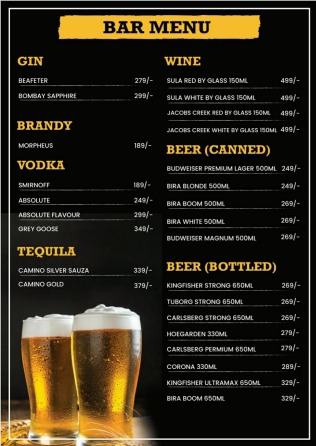 BAR MENU
GIN
BEAFETER 279/-
BOMBAY SAPPHIRE 299/-
BRANDY
MORPHEUS 189/-
VODKA
SMIRNOFF 189/-
ABSOLUTE 249/-
ABSOLUTE FLAVOUR 299/-
GREY GOOSE 349/-
TEQUILA
CAMINO SILVER SAUZA 339/-
CAMINO GOLD 379/-
WINE
SULA RED BY GLASS 150ML 499/-
SULA WHITE BY GLASS 150ML 499/-
JACOBS CREEK RED BY GLASS 150ML 499/-
JACOBS CREEK WHITE BY GLASS 150ML 499/-
BEER (CANNED)
BUDWEISER PREMIUM LAGER 500ML 249/-
BIRA BLONDE 500ML 249/-
BIRA BOOM 500ML 269/-
BIRA WHITE 500ML 269/-
BUDWEISER MAGNUM 500ML 269/-
BEER (BOTTLED)
KINGFISHER STRONG 650ML 269/-
TUBORG STRONG 650ML 269/-
CARLSBERG STRONG 650ML 269/-
HOEGARDEN 330ML 279/-
CARLSBERG PERMIUM 650ML 279/-
CORONA 330ML 289/-
KINGFISHER ULTRAMAX 650ML 329/-
BIRA BOOM 650ML 329/-